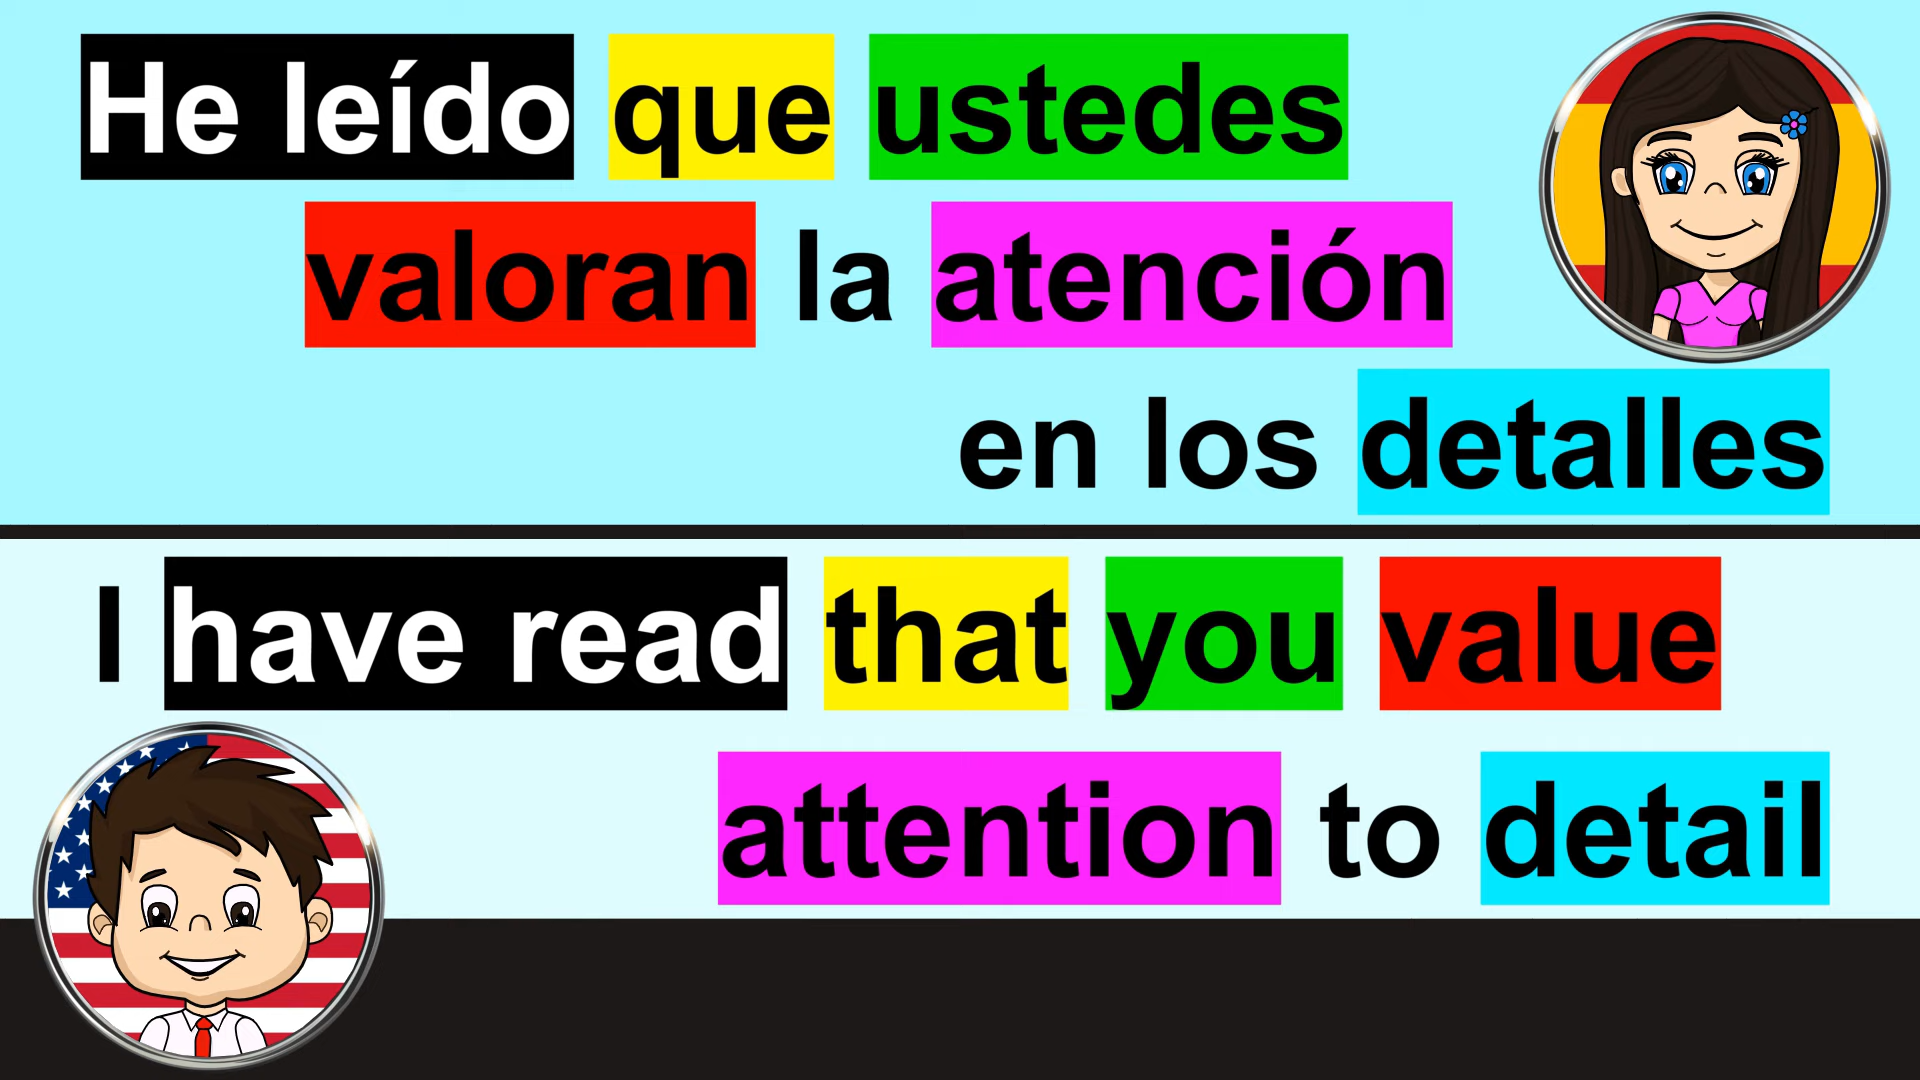 He leído que ustedes
valoran la atención
en los detalles
I have read that you value
attention to detail